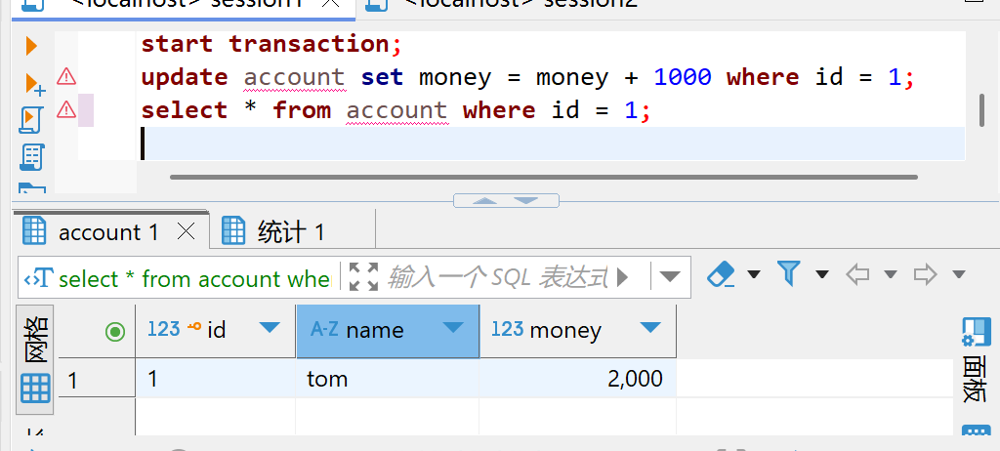 <localhost> session1
<localhost> session2
start transaction;
update account set money = money + 1000 where id = 1;
select * from account where id = 1;
account 1
统计 1
select * from account whe
输入一个 SQL 表达式
网格
123 id
A-Z name
123 money
1
1
tom
2,000
面板